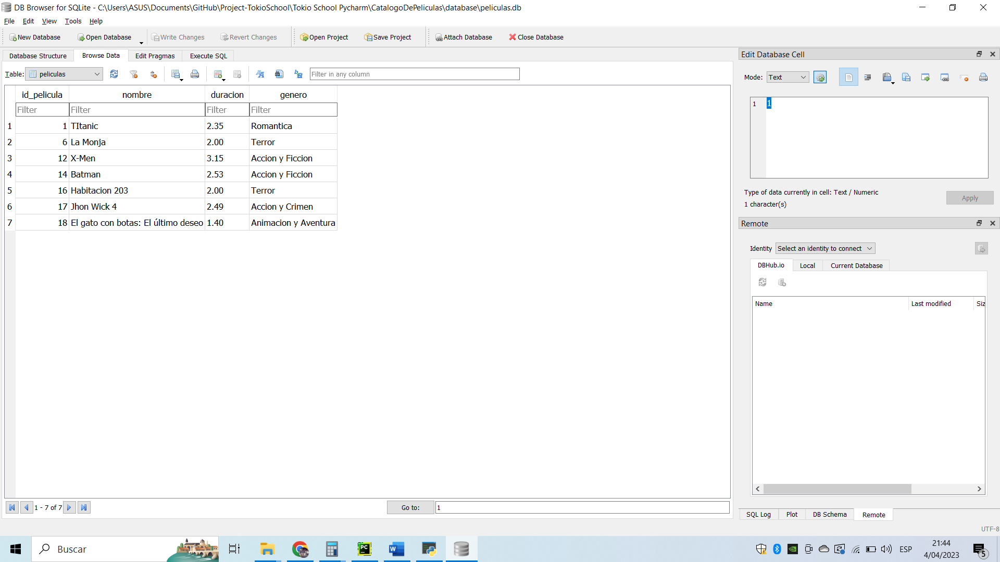 DB Browser for SQLite - C:\Users\ASUS\Documents\GitHub\Project-TokioSchool\Tokio School Pycharm\CatalogoDePeliculas\database\peliculas.db
File Edit View Tools Help
New Database Open Database Write Changes Revert Changes Open Project Save Project Attach Database Close Database
Database Structure Browse Data Edit Pragmas Execute SQL
Table: peliculas Filter in any column
id_pelicula nombre duracion genero
Filter Filter Filter Filter
1 1 TItanic 2.35 Romantica
2 6 La Monja 2.00 Terror
3 12 X-Men 3.15 Accion y Ficcion
4 14 Batman 2.53 Accion y Ficcion
5 16 Habitacion 203 2.00 Terror
6 17 Jhon Wick 4 2.49 Accion y Crimen
7 18 El gato con botas: El último deseo 1.40 Animacion y Aventura
1 - 7 of 7 Go to: 1
Edit Database Cell
Mode: Text
1 1
Type of data currently in cell: Text / Numeric
1 character(s)
Apply
Remote
Identity Select an identity to connect
DBHub.io Local Current Database
Name Last modified Siz
SQL Log Plot DB Schema Remote
UTF-8
Buscar
PC
W
ESP
21:44
4/04/2023
5